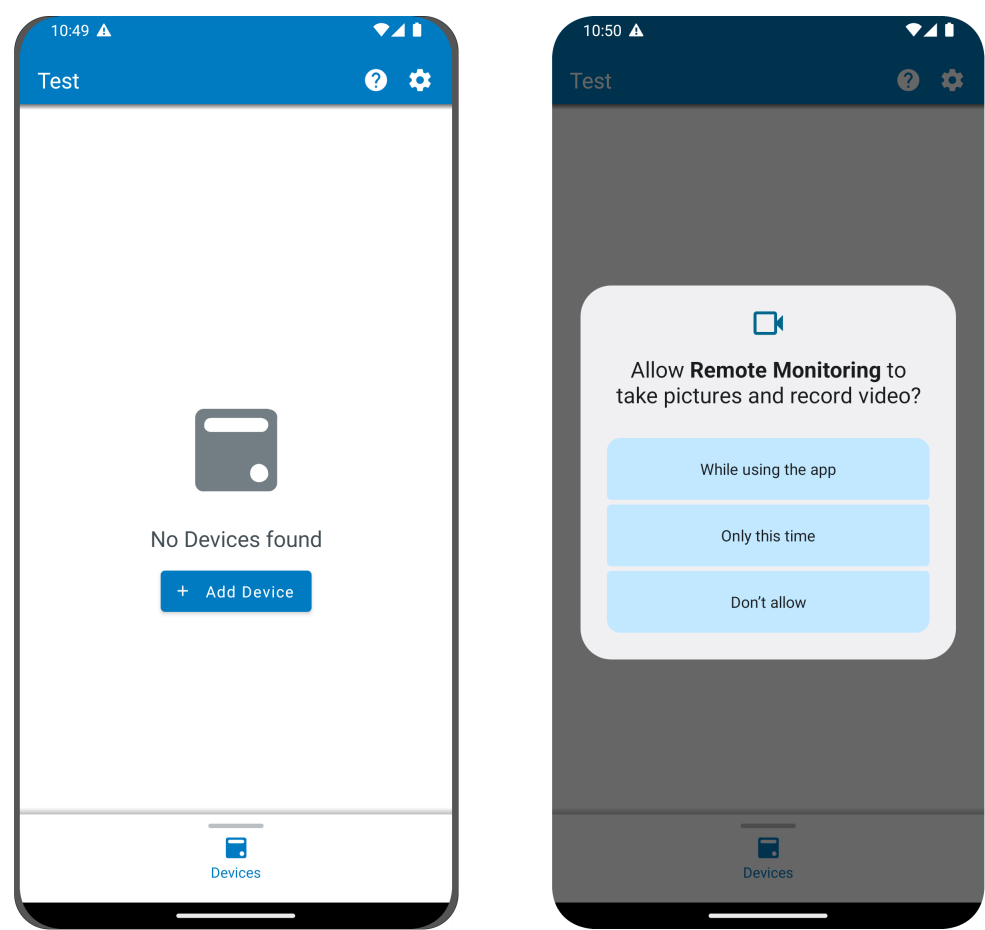 10:49
Test
No Devices found
+ Add Device
Devices
10:50
Test
Allow Remote Monitoring to
take pictures and record video?
While using the app
Only this time
Don’t allow
Devices